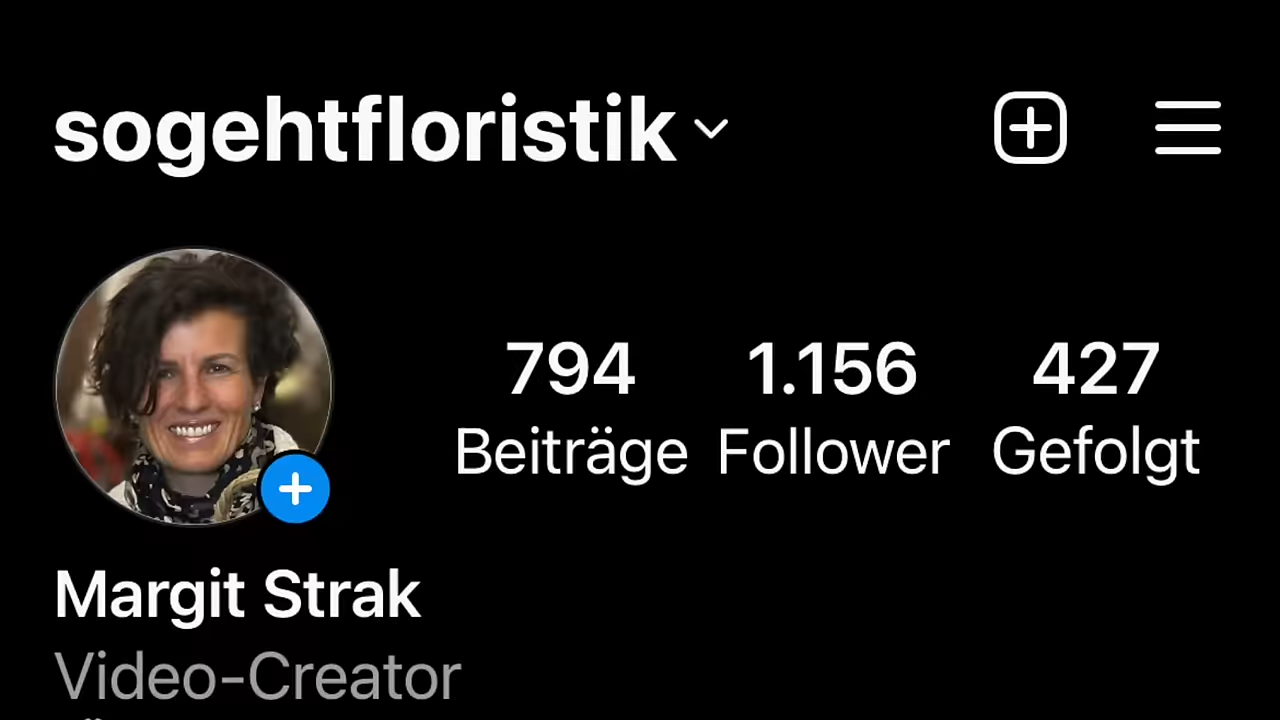 sogehtfloristik
794 1.156 427
Beiträge Follower Gefolgt
Margit Strak
Video-Creator